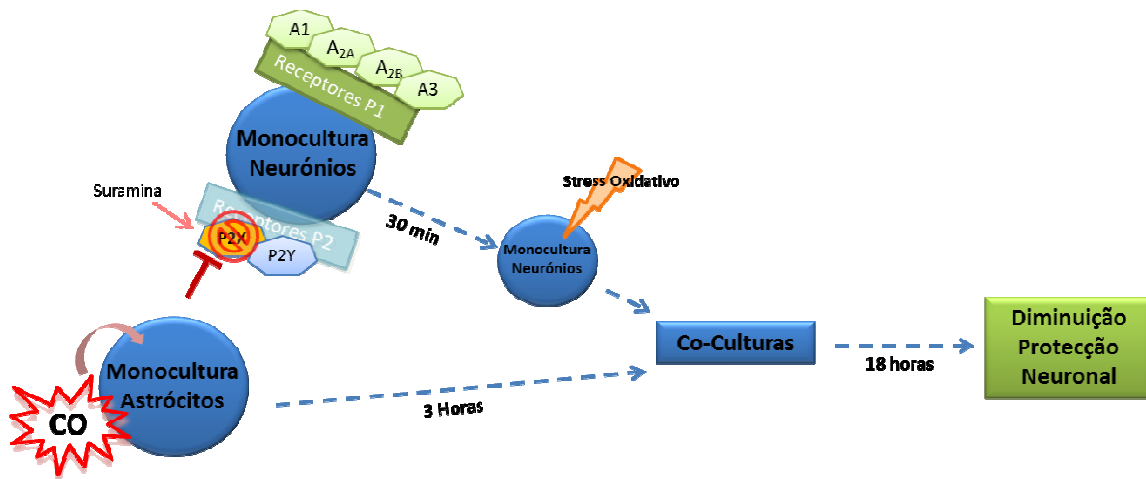 A1
A2A
A2B
A3
Receptores P1
Monocultura
Neurónios
Suramina
Receptores P2
P2X
P2Y
30 min
Stress Oxidativo
Monocultura
Neurónios
Monocultura
Astrócitos
CO
3 Horas
Co-Culturas
18 horas
Diminuição
Protecção
Neuronal